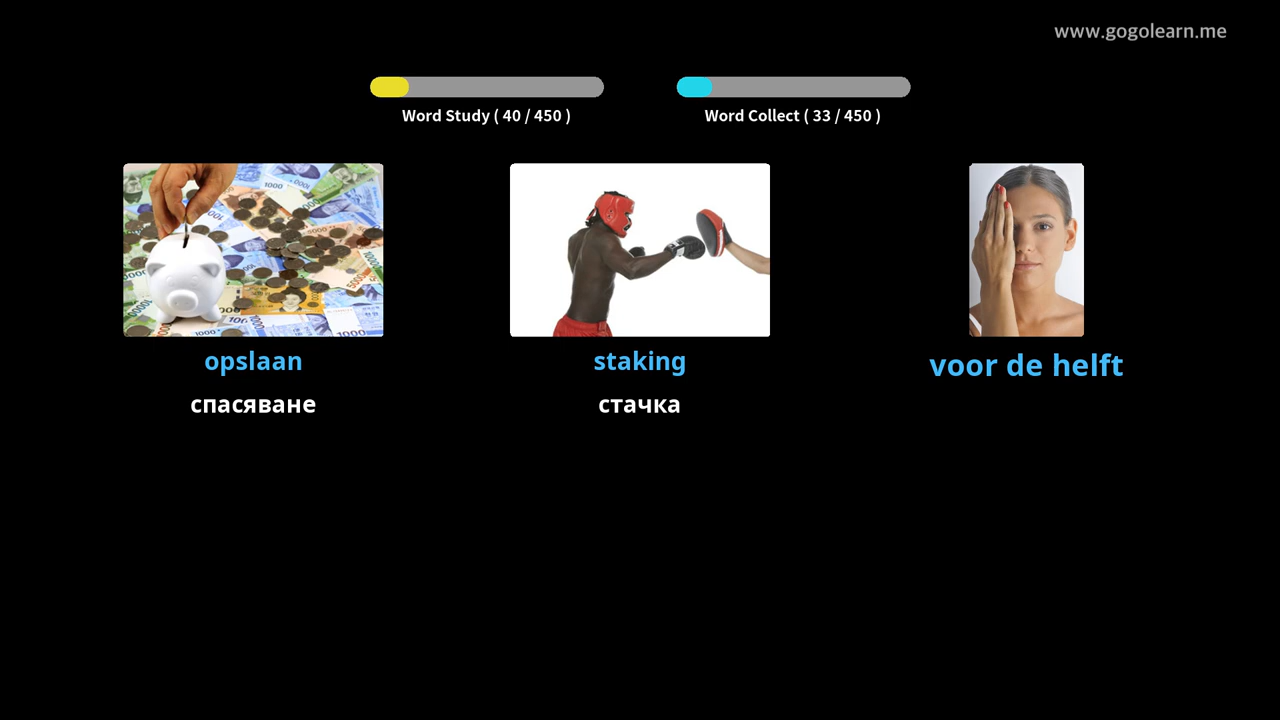 www.gogolearn.me
Word Study ( 40 / 450 )
Word Collect ( 33 / 450 )
opslaan
staking
voor de helft
спасяване
стачка